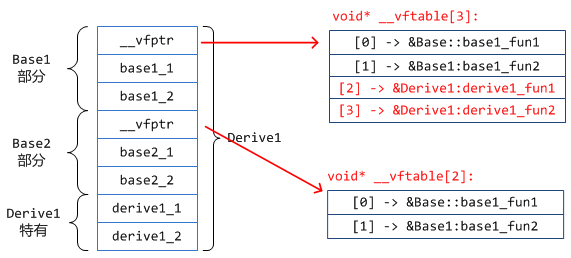 void* __vftable[3]:
__vfptr
[0] -> &Base::base1_fun1
Base1
部分
base1_1
[1] -> &Base1:base1_fun2
base1_2
[2] -> &Derive1:derive1_fun1
[3] -> &Derive1:derive1_fun2
__vfptr
Derive1
Base2
部分
base2_1
base2_2
void* __vftable[2]:
[0] -> &Base::base1_fun1
[1] -> &Base1:base1_fun2
Derive1
特有
derive1_1
derive1_2